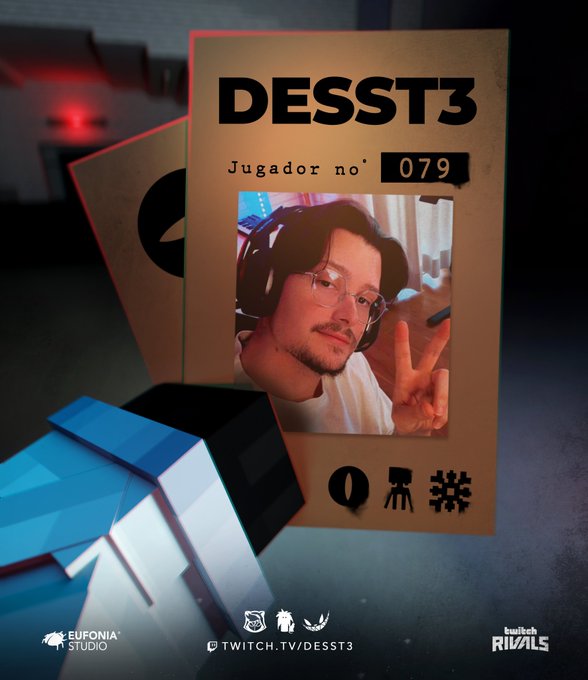 DESST3
Jugador no° 079
EUFONIA®
STUDIO
TWITCH.TV/DESST3
twitch
RIVALS